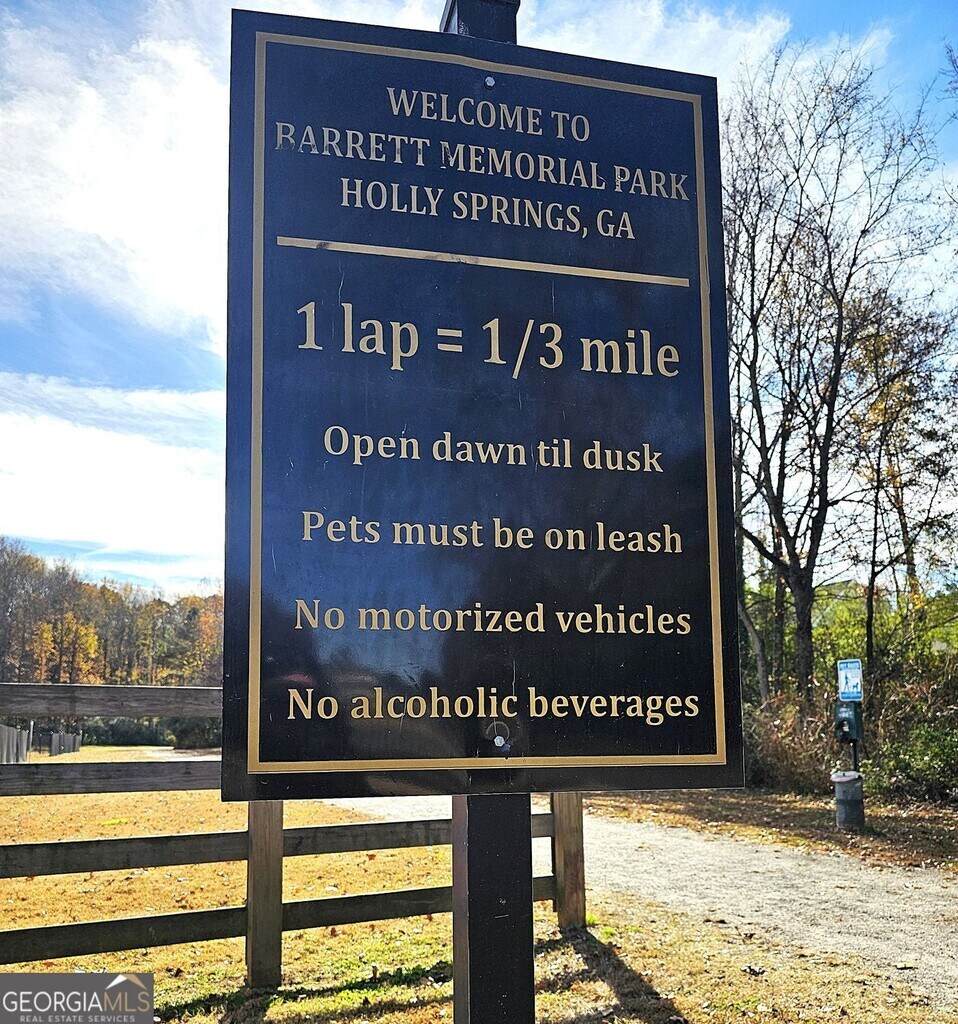 WELCOME TO
BARRETT MEMORIAL PARK
HOLLY SPRINGS, GA
1 lap = 1/3 mile
Open dawn til dusk
Pets must be on leash
No motorized vehicles
No alcoholic beverages
GEORGIAMLS
REAL ESTATE SERVICES